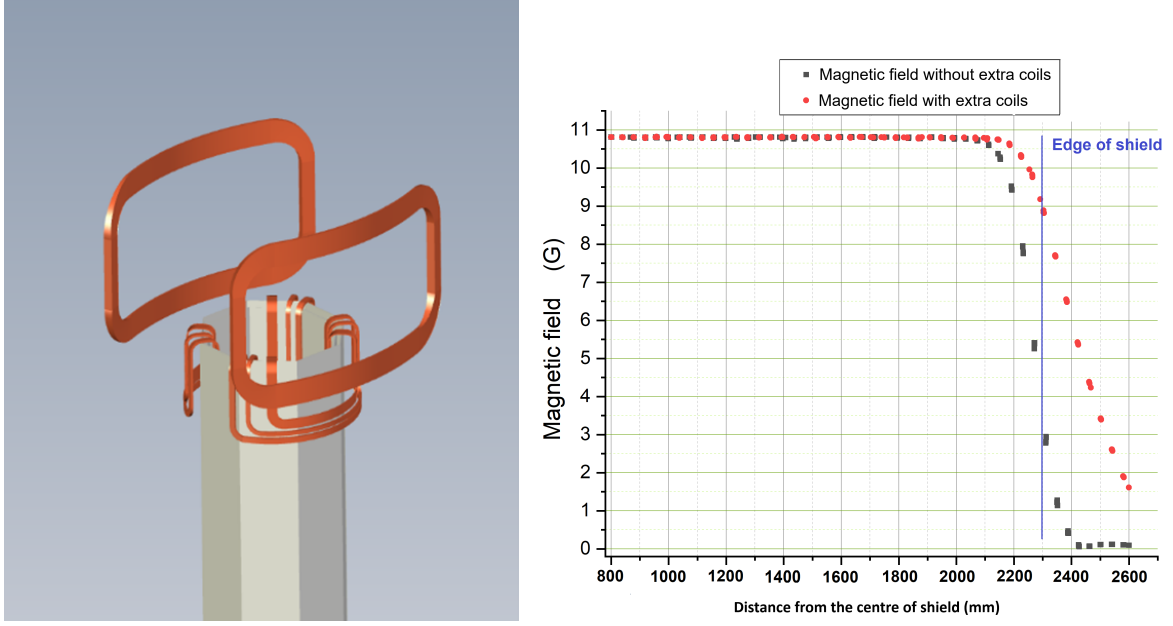 Magnetic field without extra coils
Magnetic field with extra coils
Edge of shield
Magnetic field (G)
11
10
9
8
7
6
5
4
3
2
1
0
800 1000 1200 1400 1600 1800 2000 2200 2400 2600
Distance from the centre of shield (mm)